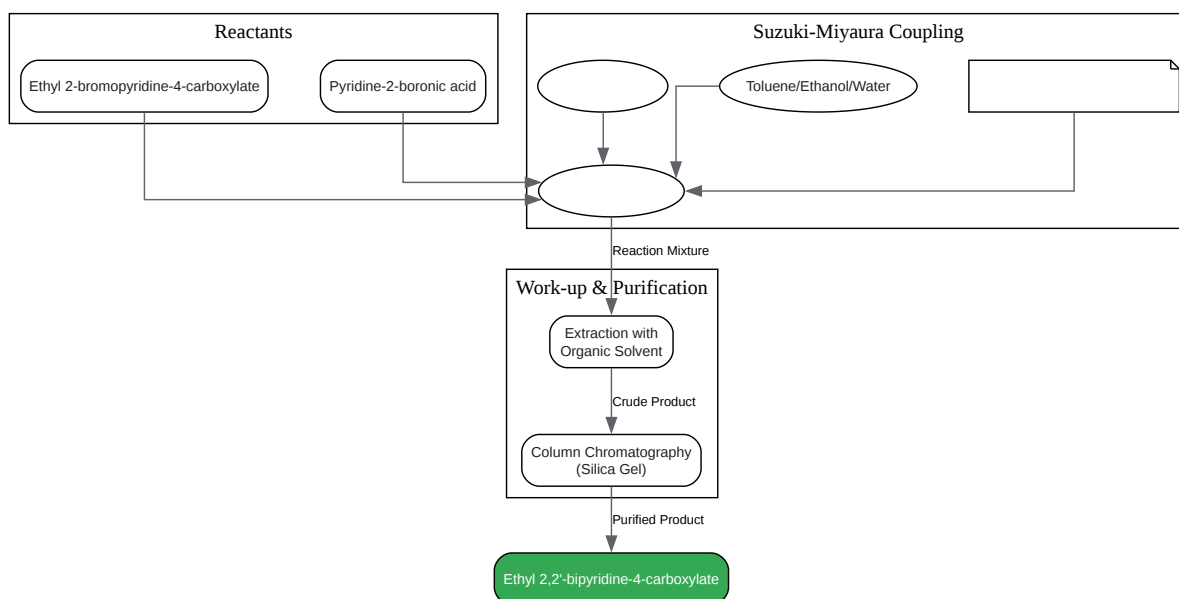 Reactants
Suzuki-Miyaura Coupling
Ethyl 2-bromopyridine-4-carboxylate
Pyridine-2-boronic acid
Toluene/Ethanol/Water
Reaction Mixture
Work-up & Purification
Extraction with
Organic Solvent
Crude Product
Column Chromatography
(Silica Gel)
Purified Product
Ethyl 2,2'-bipyridine-4-carboxylate